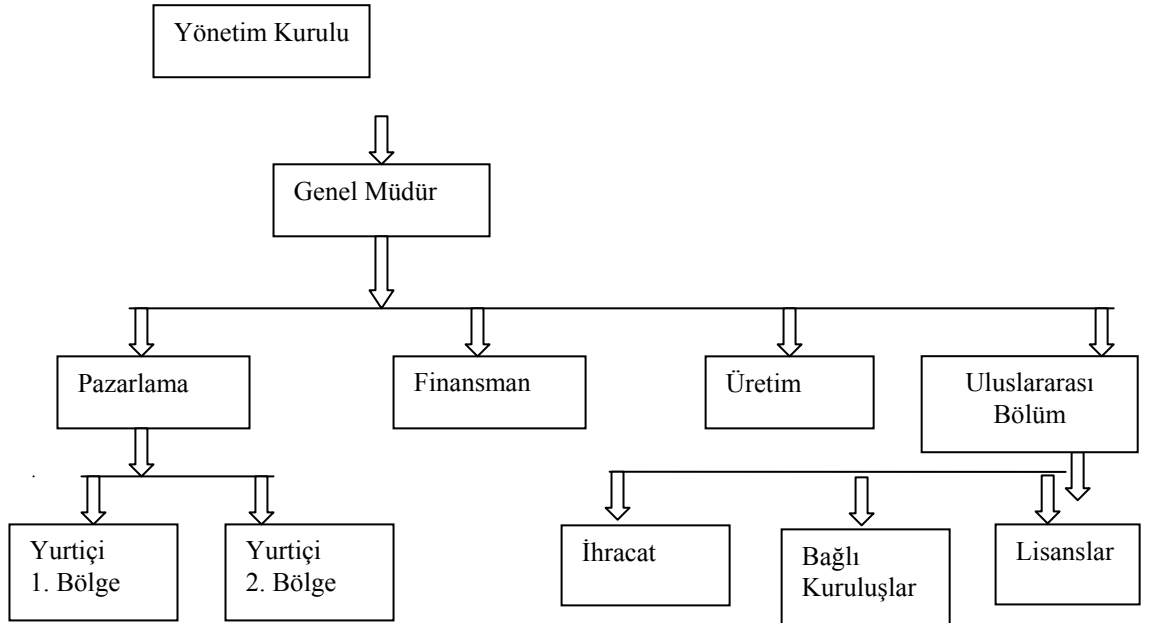 Yönetim Kurulu
Genel Müdür
Pazarlama
Finansman
Üretim
Uluslararası
Bölüm
Yurtiçi
1. Bölge
Yurtiçi
2. Bölge
İhracat
Bağlı
Kuruluşlar
Lisanslar